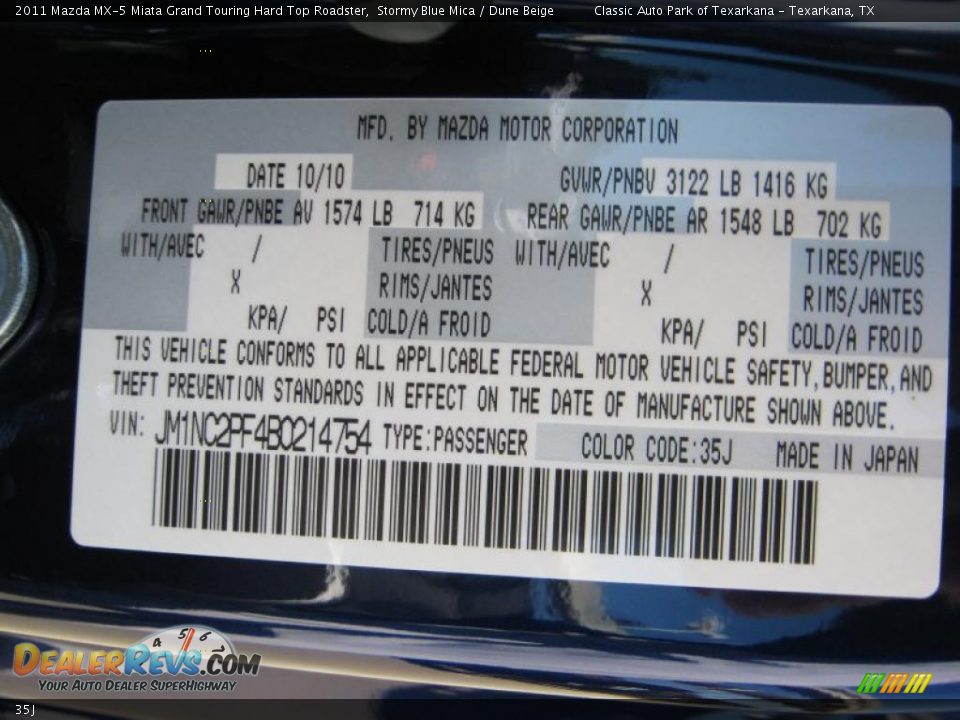 2011 Mazda MX-5 Miata Grand Touring Hard Top Roadster, Stormy Blue Mica / Dune Beige Classic Auto Park of Texarkana - Texarkana, TX
MFD. BY MAZDA MOTOR CORPORATION
DATE 10/10 GVWR/PNBV 3122 LB 1416 KG
FRONT GAWR/PNBE AV 1574 LB 714 KG REAR GAWR/PNBE AR 1548 LB 702 KG
WITH/AVEC / TIRES/PNEUS WITH/AVEC / TIRES/PNEUS
X RIMS/JANTES X RIMS/JANTES
KPA/ PSI COLD/A FROID KPA/ PSI COLD/A FROID
THIS VEHICLE CONFORMS TO ALL APPLICABLE FEDERAL MOTOR VEHICLE SAFETY, BUMPER, AND
THEFT PREVENTION STANDARDS IN EFFECT ON THE DATE OF MANUFACTURE SHOWN ABOVE.
VIN: JM1NC2PF4B0214754 TYPE:PASSENGER COLOR CODE:35J MADE IN JAPAN
4 5 6
DEALERREVS.COM
YOUR AUTO DEALER SUPERHIGHWAY
35J